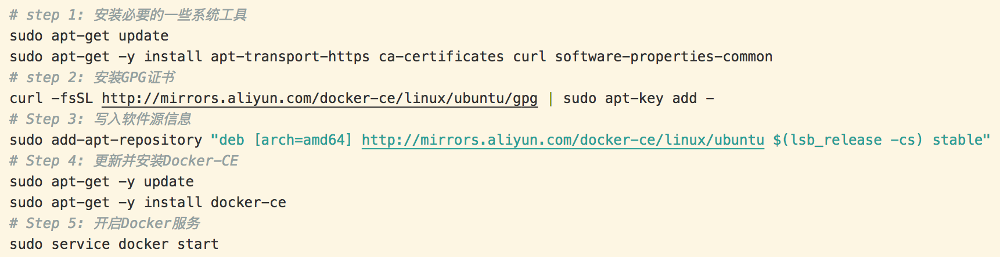 # step 1: 安装必要的一些系统工具
sudo apt-get update
sudo apt-get -y install apt-transport-https ca-certificates curl software-properties-common
# step 2: 安装GPG证书
curl -fsSL http://mirrors.aliyun.com/docker-ce/linux/ubuntu/gpg | sudo apt-key add -
# Step 3: 写入软件源信息
sudo add-apt-repository "deb [arch=amd64] http://mirrors.aliyun.com/docker-ce/linux/ubuntu $(lsb_release -cs) stable"
# Step 4: 更新并安装Docker-CE
sudo apt-get -y update
sudo apt-get -y install docker-ce
# Step 5: 开启Docker服务
sudo service docker start